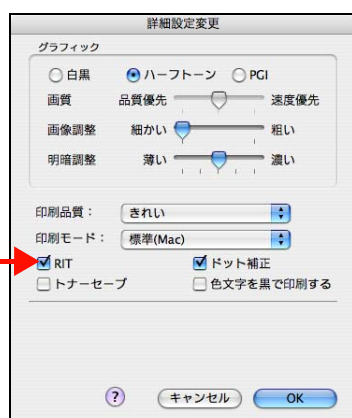 詳細設定変更
グラフィック
白黒 ハーフトーン PGI
画質 品質優先 速度優先
画像調整 細かい 粗い
明暗調整 薄い 濃い
印刷品質： きれい
印刷モード： 標準(Mac)
RIT ドット補正
トナーセーブ 色文字を黒で印刷する
? キャンセル OK